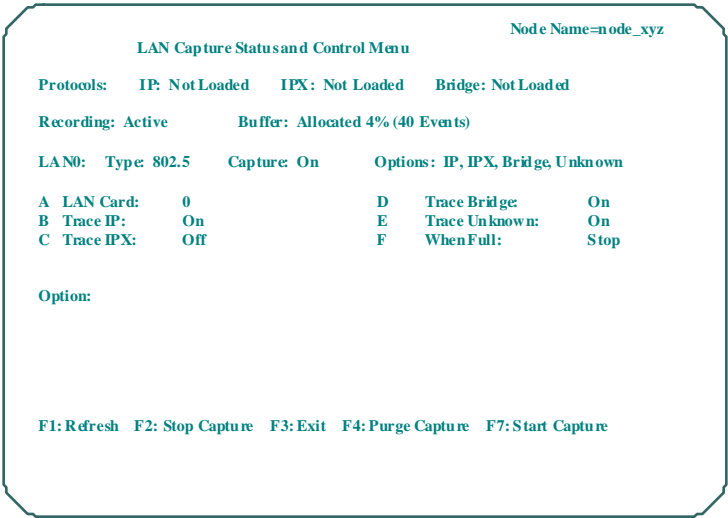 Node Name=node_xyz
LAN Capture Status and Control Menu
Protocols: IP: Not Loaded IPX: Not Loaded Bridge: Not Loaded
Recording: Active Buffer: Allocated 4% (40 Events)
LAN0: Type: 802.5 Capture: On Options: IP, IPX, Bridge, Unknown
A LAN Card: 0 D Trace Bridge: On
B Trace IP: On E Trace Unknown: On
C Trace IPX: Off F When Full: Stop
Option:
F1: Refresh F2: Stop Capture F3: Exit F4: Purge Capture F7: Start Capture